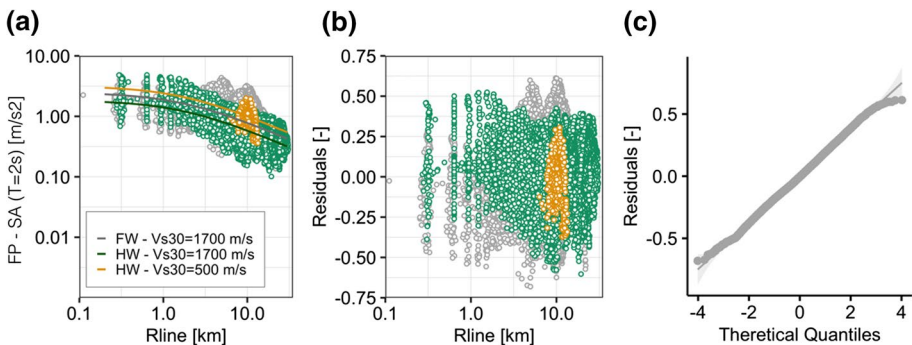 (a)
(b)
(c)
FP - SA (T=2s) [m/s2]
10.00
1.00
0.10
0.01
FW - Vs30=1700 m/s
HW - Vs30=1700 m/s
HW - Vs30=500 m/s
0.1
1.0
10.0
Rline [km]
Residuals [-]
0.75
0.50
0.25
0.00
-0.25
-0.50
-0.75
0.1
1.0
10.0
Rline [km]
Residuals [-]
0.5
0.0
-0.5
-4
-2
0
2
4
Theretical Quantiles